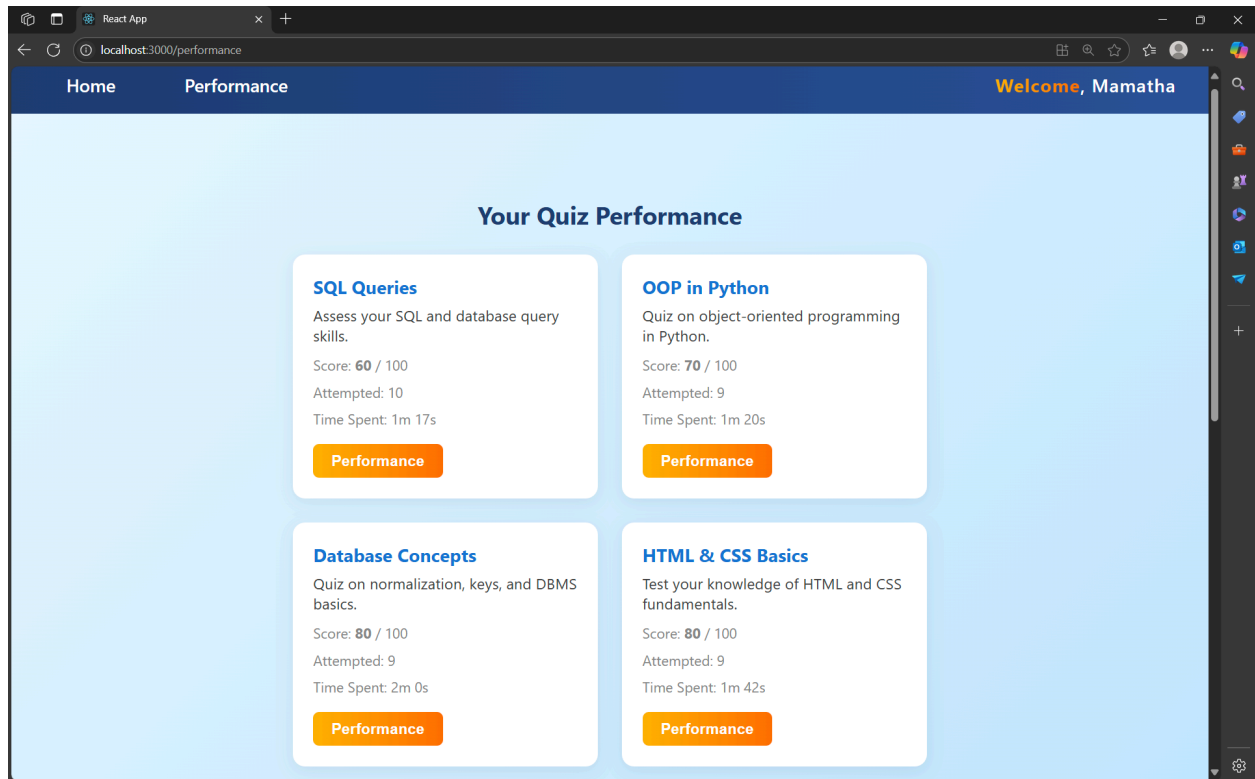 React App
localhost:3000/performance
Home Performance Welcome, Mamatha
Your Quiz Performance
SQL Queries
Assess your SQL and database query
skills.
Score: 60 / 100
Attempted: 10
Time Spent: 1m 17s
Performance
OOP in Python
Quiz on object-oriented programming
in Python.
Score: 70 / 100
Attempted: 9
Time Spent: 1m 20s
Performance
Database Concepts
Quiz on normalization, keys, and DBMS
basics.
Score: 80 / 100
Attempted: 9
Time Spent: 2m 0s
Performance
HTML & CSS Basics
Test your knowledge of HTML and CSS
fundamentals.
Score: 80 / 100
Attempted: 9
Time Spent: 1m 42s
Performance